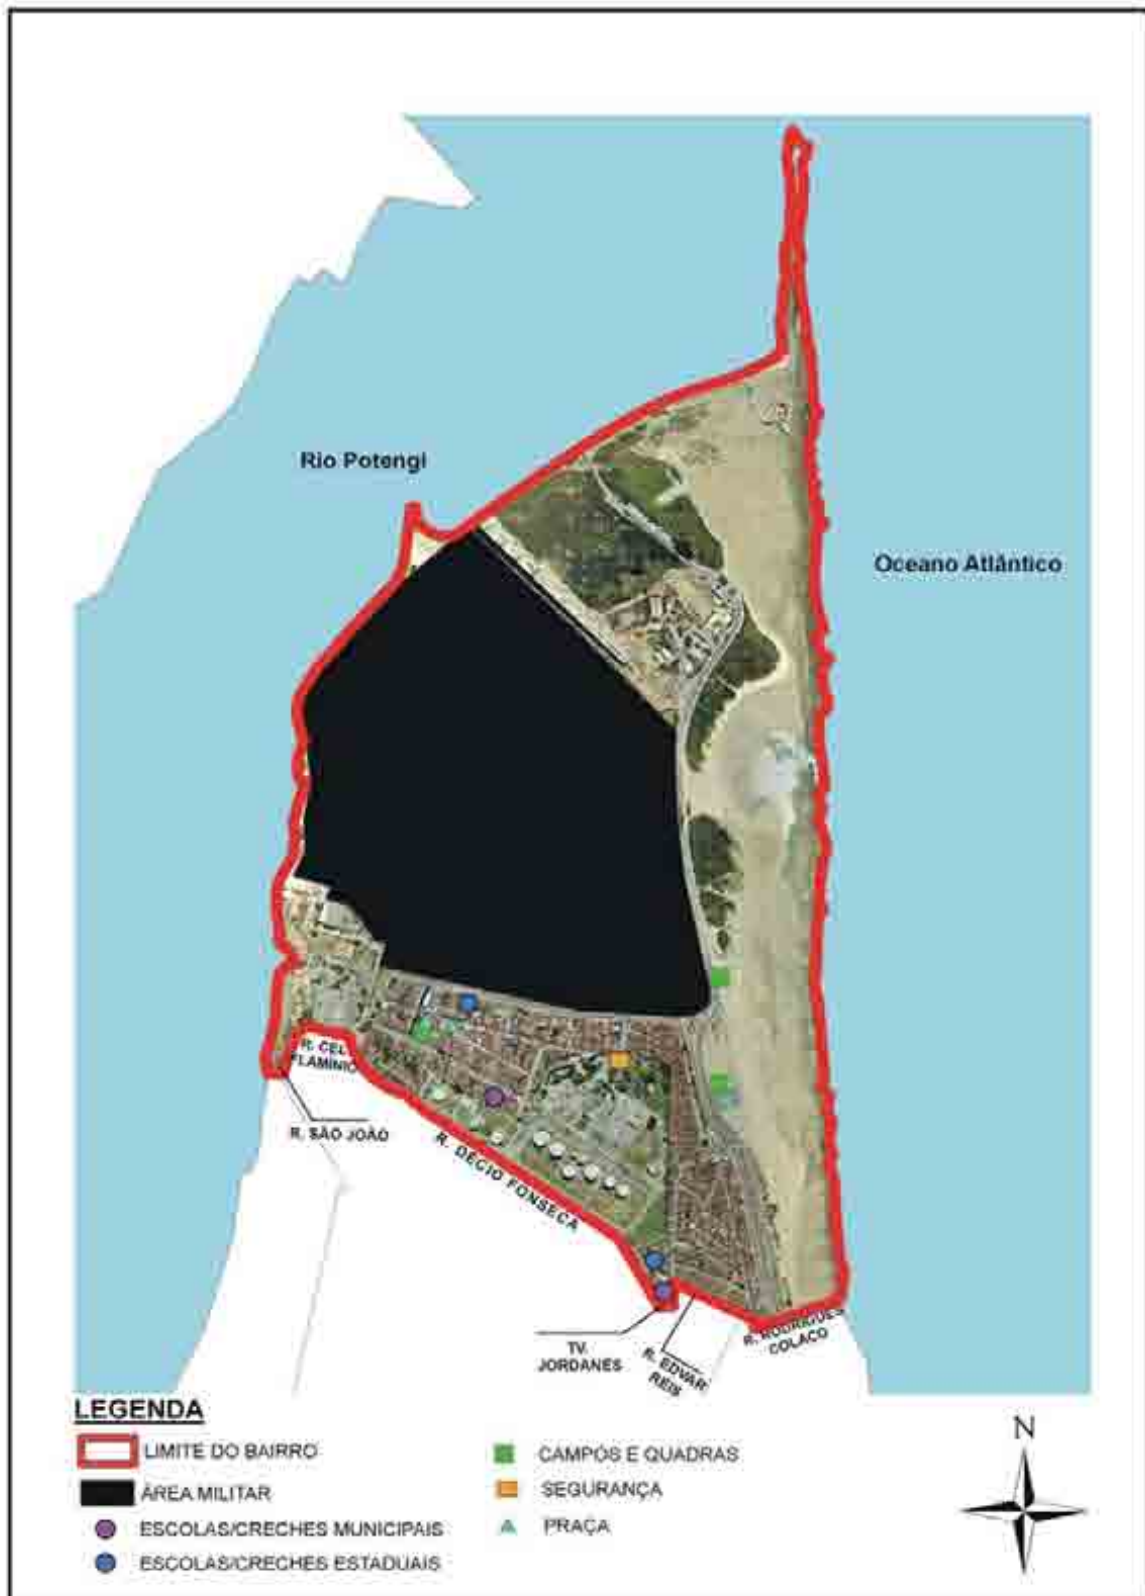 Rio Potengi
Oceano Atlântico
R. CEL.
FLAMÍNIO
R. SÃO JOÃO
R. DÉCIO FONSECA
TV.
JORDANES
R. EDVAR
REIS
R. RODRIGUES
COLAÇO
LEGENDA
LIMITE DO BAIRRO
ÁREA MILITAR
ESCOLAS/CRECHES MUNICIPAIS
ESCOLAS/CRECHES ESTADUAIS
CAMPOS E QUADRAS
SEGURANÇA
PRAÇA
N